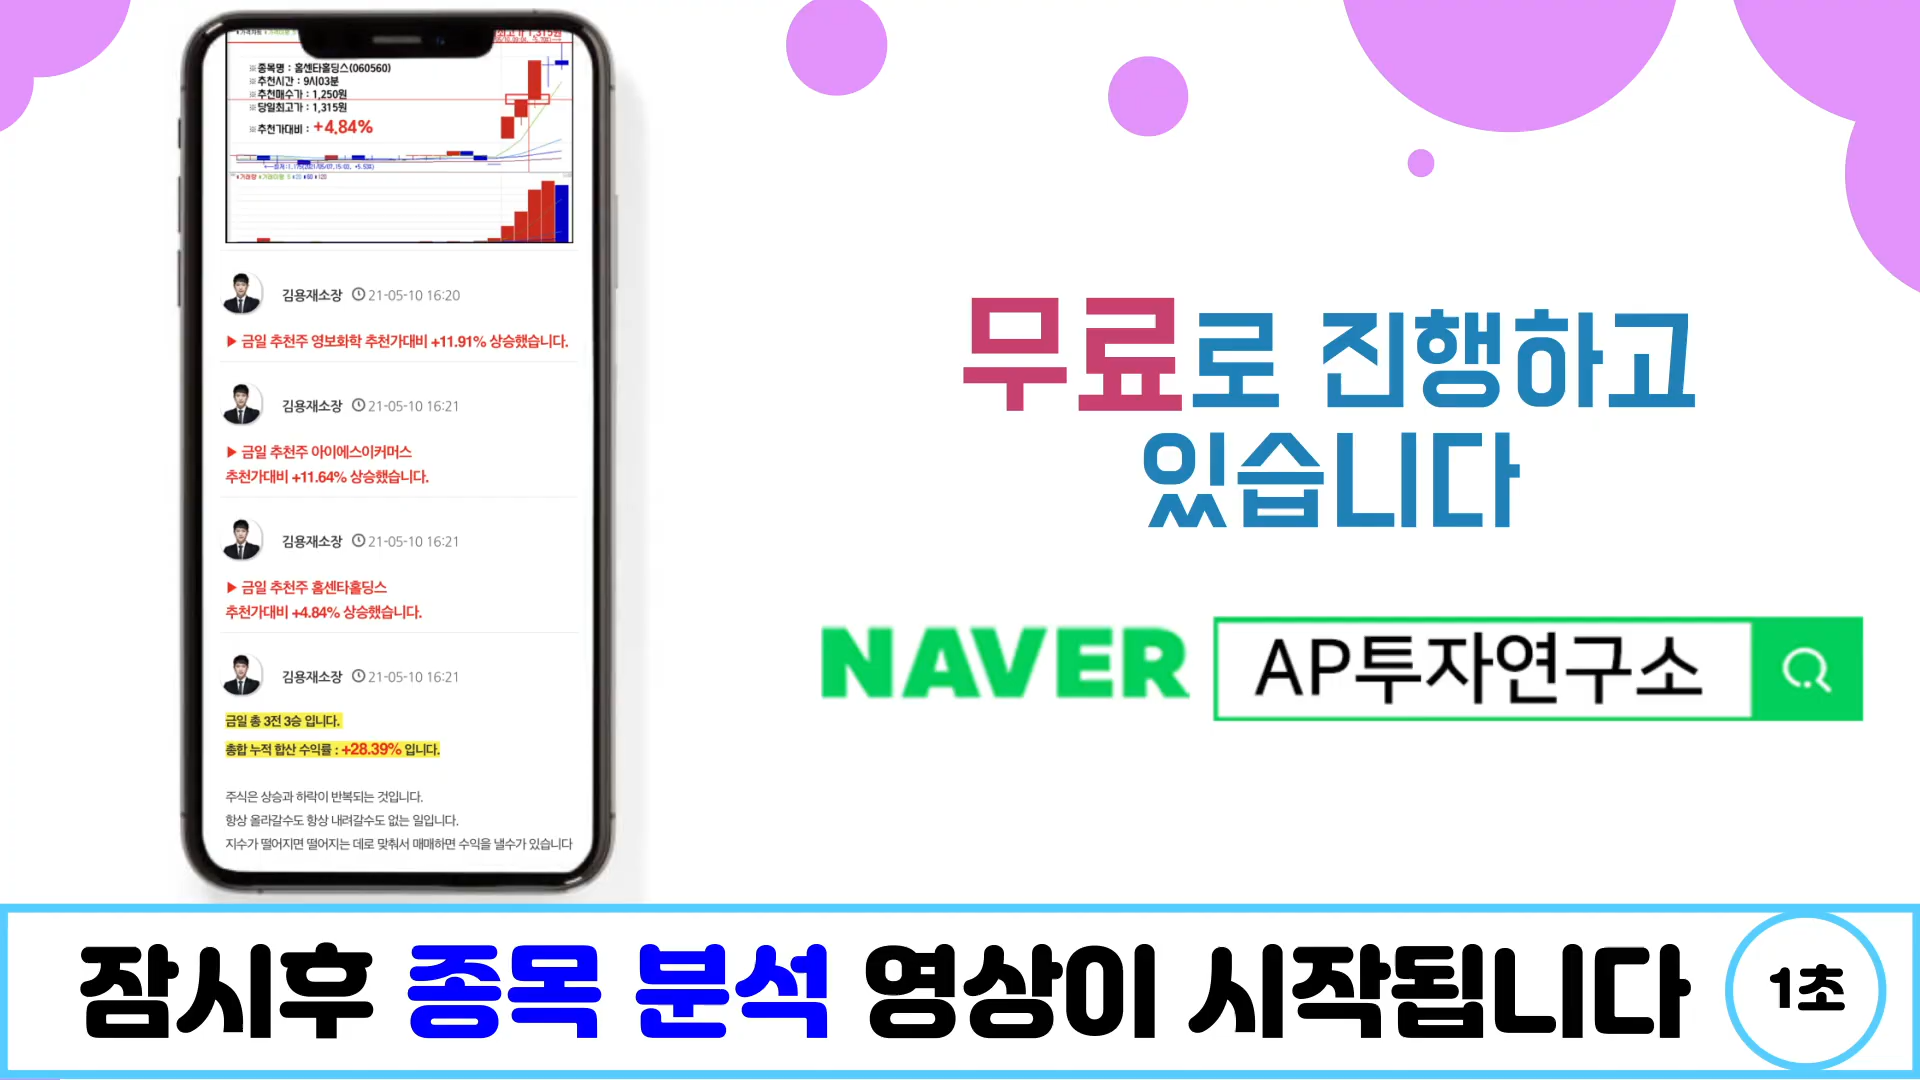 ※종목명 : 홈센타홀딩스(060560)
※추천시간 : 9시03분
※추천매수가 : 1,250원
※당일최고가 : 1,315원
※추천가대비 : +4.84%
김용재소장 21-05-10 16:20
▶ 금일 추천주 영보화학 추천가대비 +11.91% 상승했습니다.
김용재소장 21-05-10 16:21
▶ 금일 추천주 아이에스이커머스
추천가대비 +11.64% 상승했습니다.
김용재소장 21-05-10 16:21
▶ 금일 추천주 홈센타홀딩스
추천가대비 +4.84% 상승했습니다.
김용재소장 21-05-10 16:21
금일 총 3전 3승 입니다.
총합 누적 합산 수익률 : +28.39% 입니다.
주식은 상승과 하락이 반복되는 것입니다.
항상 올라갈수도 항상 내려갈수도 없는 일입니다.
지수가 떨어지면 떨어지는 데로 맞춰서 매매하면 수익을 낼수가 있습니다
무료로 진행하고
있습니다
NAVER AP투자연구소
잠시후 종목 분석 영상이 시작됩니다 1초